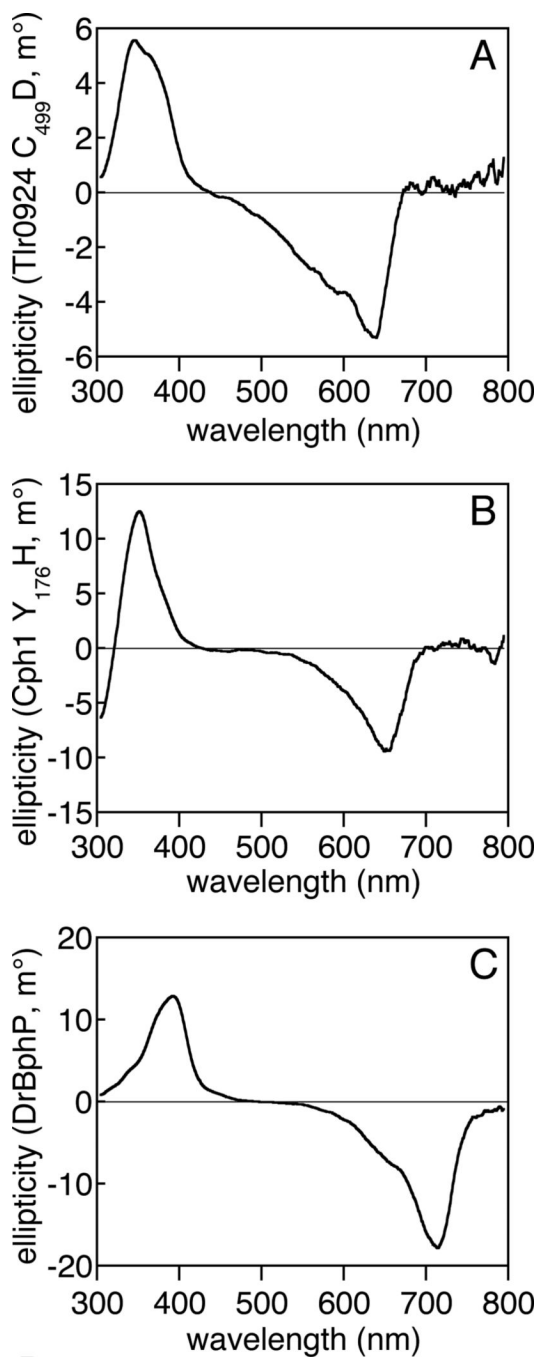 A
ellipticity (Tlr0924 C499D, m°)
6
4
2
0
-2
-4
-6
300 400 500 600 700 800
wavelength (nm)
B
ellipticity (Cph1 Y176H, m°)
15
10
5
0
-5
-10
-15
300 400 500 600 700 800
wavelength (nm)
C
ellipticity (DrBphP, m°)
20
10
0
-10
-20
300 400 500 600 700 800
wavelength (nm)